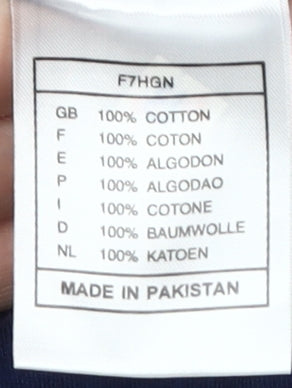 F7HGN
GB 100% COTTON
F 100% COTON
E 100% ALGODON
P 100% ALGODAO
I 100% COTONE
D 100% BAUMWOLLE
NL 100% KATOEN
MADE IN PAKISTAN